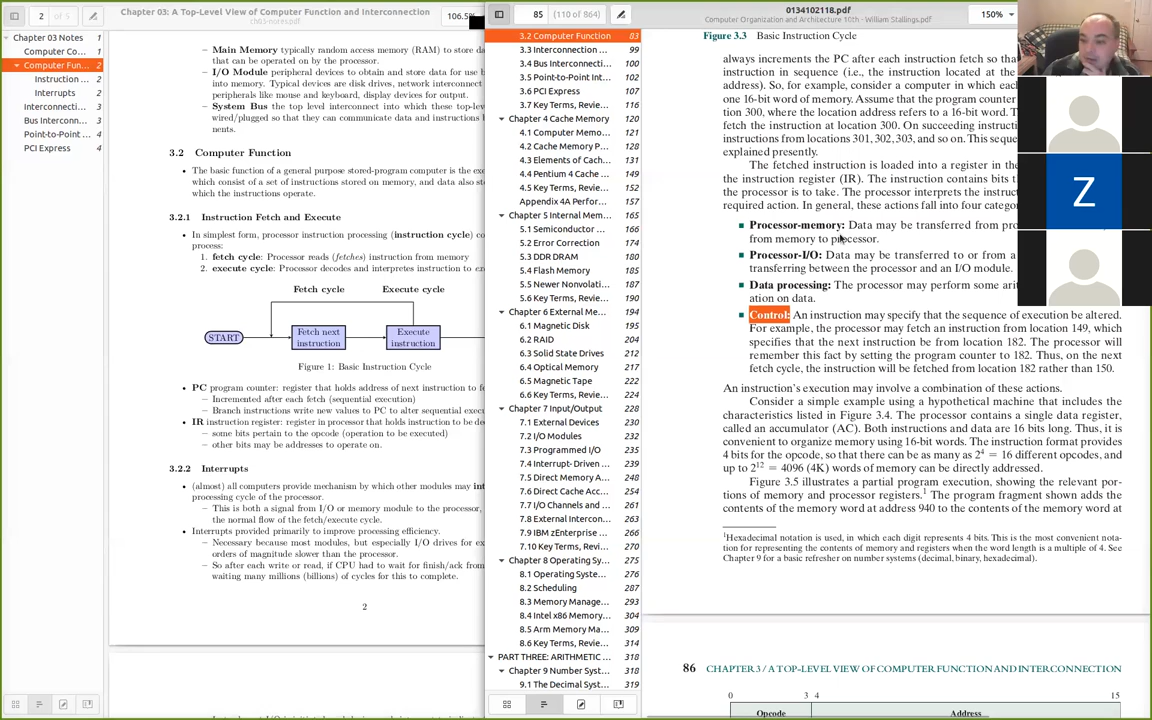 2 of 5
Chapter 03: A Top-Level View of Computer Function and Interconnection
ch03-notes.pdf
106.5%
Chapter 03 Notes 1
Computer Co... 1
Computer Fun... 2
Instruction ... 2
Interrupts 2
Interconnecti... 3
Bus Interconn... 3
Point-to-Point ... 4
PCI Express 4
– Main Memory typically random access memory (RAM) to store da
that can be operated on by the processor.
– I/O Module peripheral devices to obtain and store data for use b
into memory. Typical devices are disk drives, network interconnect
peripherals like mouse and keyboard, display devices for output.
– System Bus the top level interconnect into which these top-lev
wired/plugged so that they can communicate data and instructions b
nents.
3.2 Computer Function
• The basic function of a general purpose stored-program computer is the exe
which consist of a set of instructions stored on memory, and data also st
which the instructions operate.
3.2.1 Instruction Fetch and Execute
• In simplest form, processor instruction processing (instruction cycle) co
process:
1. fetch cycle: Processor reads (fetches) instruction from memory
2. execute cycle: Processor decodes and interprets instruction to ex
Fetch cycle Execute cycle
START
Fetch next
instruction
Execute
instruction
Figure 1: Basic Instruction Cycle
• PC program counter: register that holds address of next instruction to fe
– Incremented after each fetch (sequential execution)
– Branch instructions write new values to PC to alter sequential execu
• IR instruction register: register in processor that holds instruction to be dec
– some bits pertain to the opcode (operation to be executed)
– other bits may be addresses to operate on.
3.2.2 Interrupts
• (almost) all computers provide mechanism by which other modules may int
processing cycle of the processor.
– This is both a signal from I/O or memory module to the processor,
the normal flow of the fetch/execute cycle.
• Interrupts provided primarily to improve processing efficiency.
– Necessary because most modules, but especially I/O drives for ex
orders of magnitude slower than the processor.
– So after each write or read, if CPU had to wait for finish/ack from
waiting many millions (billions) of cycles for this to complete.
2
85 (110 of 864)
0134102118.pdf
Computer Organization and Architecture 10th - William Stallings.pdf
150%
3.2 Computer Function 83
3.3 Interconnection ... 99
3.4 Bus Interconnecti... 100
3.5 Point-to-Point Int... 102
3.6 PCI Express 107
3.7 Key Terms, Revie... 116
Chapter 4 Cache Memory 120
4.1 Computer Memo... 121
4.2 Cache Memory P... 128
4.3 Elements of Cach... 131
4.4 Pentium 4 Cache ... 149
4.5 Key Terms, Revie... 152
Appendix 4A Perfor... 157
Chapter 5 Internal Mem... 165
5.1 Semiconductor ... 166
5.2 Error Correction 174
5.3 DDR DRAM 180
5.4 Flash Memory 185
5.5 Newer Nonvolati... 187
5.6 Key Terms, Revie... 190
Chapter 6 External Me... 194
6.1 Magnetic Disk 195
6.2 RAID 204
6.3 Solid State Drives 212
6.4 Optical Memory 217
6.5 Magnetic Tape 222
6.6 Key Terms, Revie... 224
Chapter 7 Input/Output 228
7.1 External Devices 230
7.2 I/O Modules 232
7.3 Programmed I/O 235
7.4 Interrupt- Driven ... 239
7.5 Direct Memory A... 248
7.6 Direct Cache Acc... 254
7.7 I/O Channels and ... 261
7.8 External Intercon... 263
7.9 IBM zEnterprise ... 266
7.10 Key Terms, Revi... 270
Chapter 8 Operating Sy... 275
8.1 Operating Syste... 276
8.2 Scheduling 287
8.3 Memory Manage... 293
8.4 Intel x86 Memory... 304
8.5 Arm Memory Ma... 309
8.6 Key Terms, Revie... 314
PART THREE: ARITHMETIC ... 318
Chapter 9 Number Syst... 318
9.1 The Decimal Syst... 319
Figure 3.3 Basic Instruction Cycle
always increments the PC after each instruction fetch so tha
instruction in sequence (i.e., the instruction located at the
address). So, for example, consider a computer in which each
one 16-bit word of memory. Assume that the program counter
tion 300, where the location address refers to a 16-bit word. T
fetch the instruction at location 300. On succeeding instructi
instructions from locations 301, 302, 303, and so on. This seque
explained presently.
The fetched instruction is loaded into a register in the
the instruction register (IR). The instruction contains bits t
the processor is to take. The processor interprets the instruct
required action. In general, these actions fall into four categor
■ Processor-memory: Data may be transferred from pro
from memory to processor.
■ Processor-I/O: Data may be transferred to or from a
transferring between the processor and an I/O module.
■ Data processing: The processor may perform some arit
ation on data.
■ Control: An instruction may specify that the sequence of execution be altered.
For example, the processor may fetch an instruction from location 149, which
specifies that the next instruction be from location 182. The processor will
remember this fact by setting the program counter to 182. Thus, on the next
fetch cycle, the instruction will be fetched from location 182 rather than 150.
An instruction's execution may involve a combination of these actions.
Consider a simple example using a hypothetical machine that includes the
characteristics listed in Figure 3.4. The processor contains a single data register,
called an accumulator (AC). Both instructions and data are 16 bits long. Thus, it is
convenient to organize memory using 16-bit words. The instruction format provides
4 bits for the opcode, so that there can be as many as 2⁴ = 16 different opcodes, and
up to 2¹² = 4096 (4K) words of memory can be directly addressed.
Figure 3.5 illustrates a partial program execution, showing the relevant por-
tions of memory and processor registers.¹ The program fragment shown adds the
contents of the memory word at address 940 to the contents of the memory word at
¹Hexadecimal notation is used, in which each digit represents 4 bits. This is the most convenient nota-
tion for representing the contents of memory and registers when the word length is a multiple of 4. See
Chapter 9 for a basic refresher on number systems (decimal, binary, hexadecimal).
86 CHAPTER 3 / A TOP-LEVEL VIEW OF COMPUTER FUNCTION AND INTERCONNECTION
0 3 4 15
Opcode Address
Z